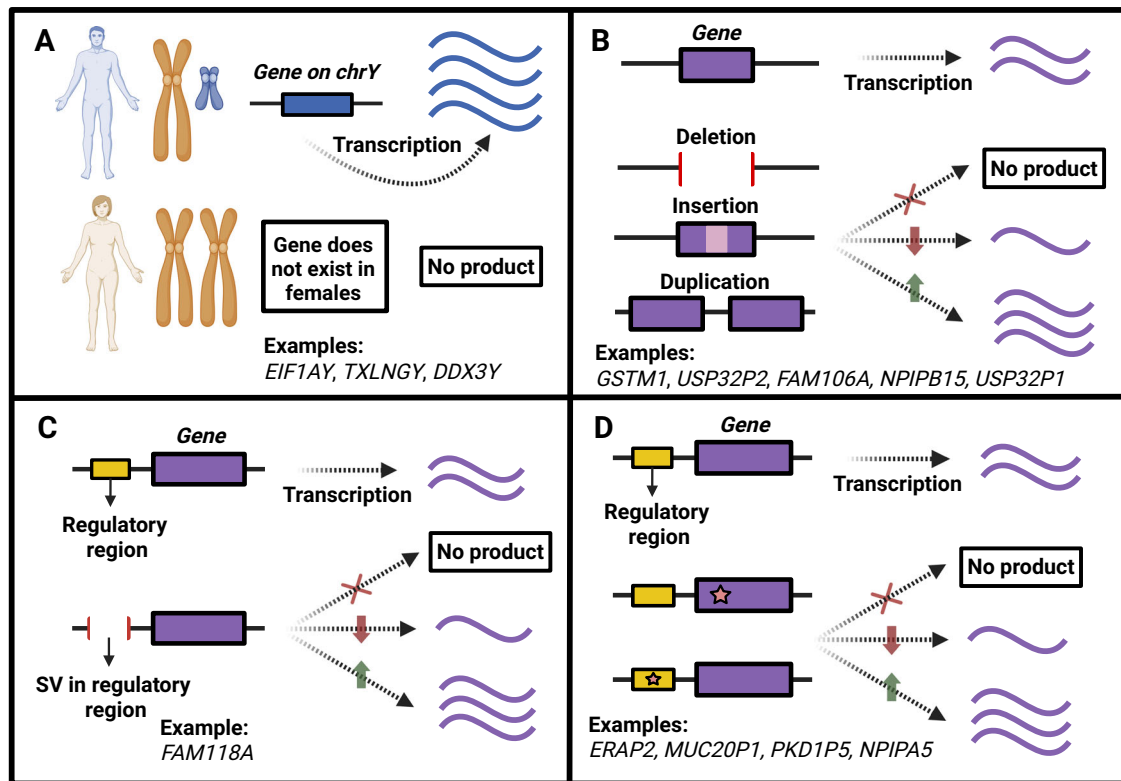 A
Gene on chrY
Transcription
Gene does
not exist in
females
No product
Examples:
EIF1AY, TXLNGY, DDX3Y
B
Gene
Transcription
Deletion
No product
Insertion
Duplication
Examples:
GSTM1, USP32P2, FAM106A, NPIPB15, USP32P1
C
Gene
Transcription
Regulatory
region
No product
SV in regulatory
region
Example:
FAM118A
D
Gene
Transcription
Regulatory
region
No product
Examples:
ERAP2, MUC20P1, PKD1P5, NPIPA5